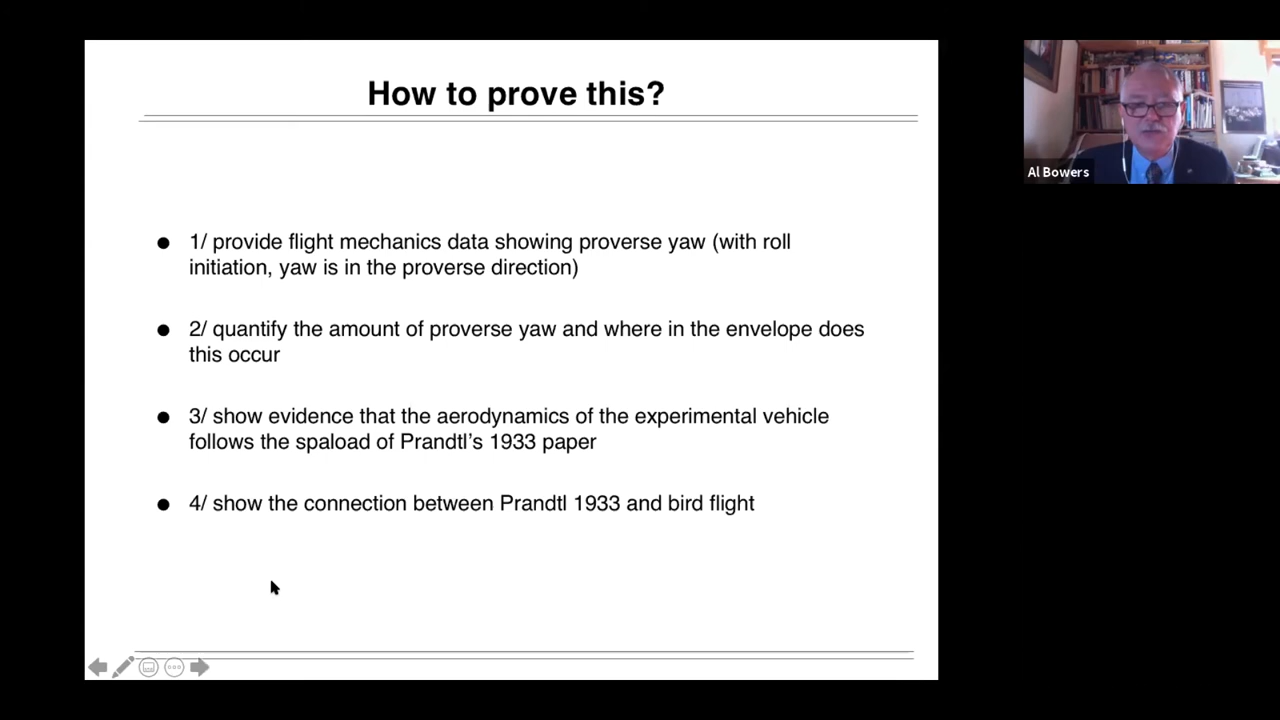 How to prove this?
Al Bowers
● 1/ provide flight mechanics data showing proverse yaw (with roll
initiation, yaw is in the proverse direction)
● 2/ quantify the amount of proverse yaw and where in the envelope does
this occur
● 3/ show evidence that the aerodynamics of the experimental vehicle
follows the spaload of Prandtl's 1933 paper
● 4/ show the connection between Prandtl 1933 and bird flight